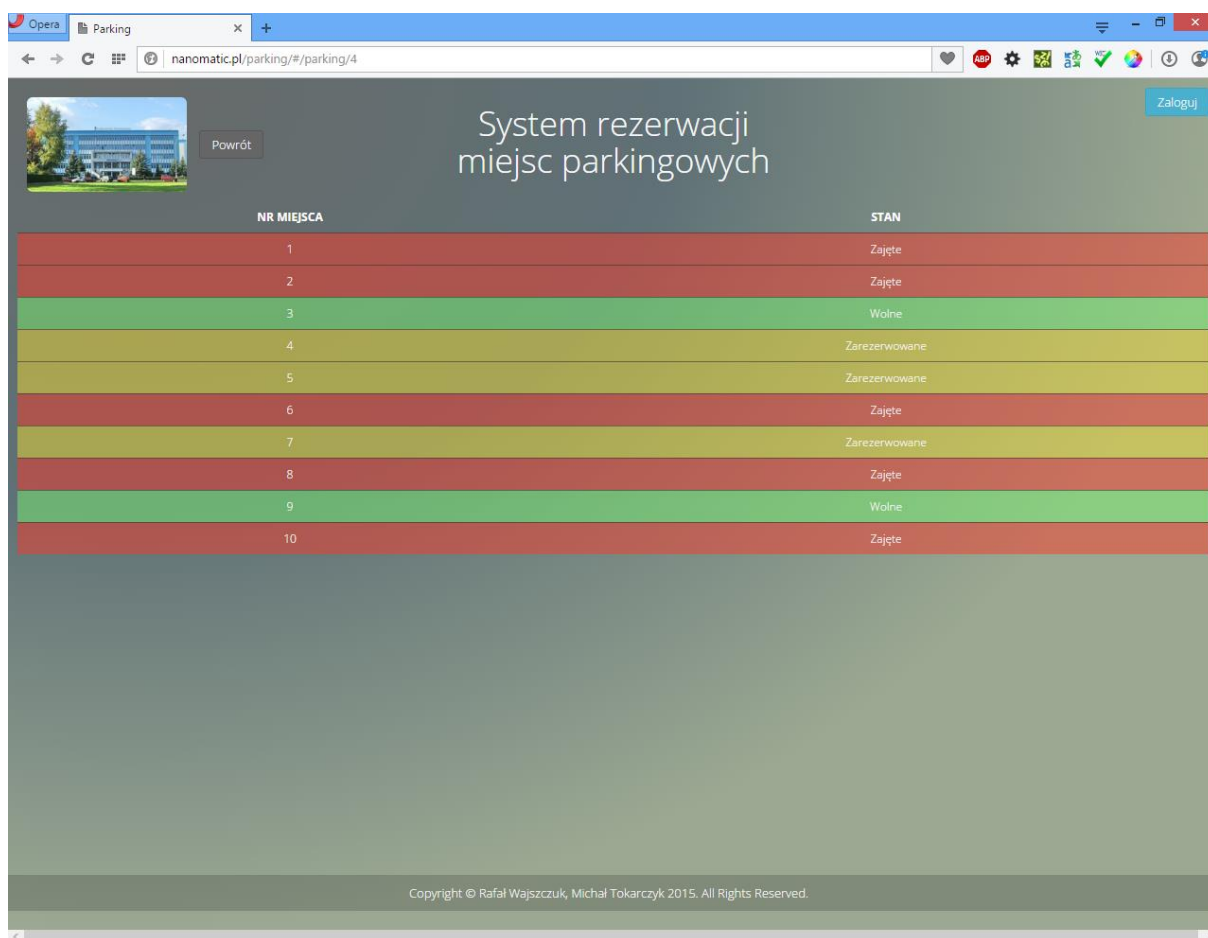 Opera
Parking
nanomatic.pl/parking/#/parking/4
ABP
Zaloguj
Powrót
System rezerwacji
miejsc parkingowych
NR MIEJSCA STAN
1 Zajęte
2 Zajęte
3 Wolne
4 Zarezerwowane
5 Zarezerwowane
6 Zajęte
7 Zarezerwowane
8 Zajęte
9 Wolne
10 Zajęte
Copyright © Rafał Wajszczuk, Michał Tokarczyk 2015. All Rights Reserved.